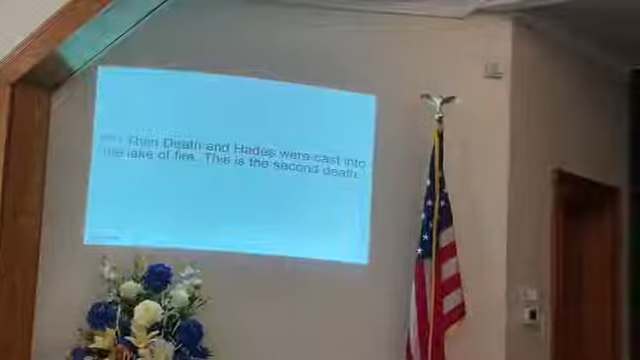 Then Death and Hades were cast into
the lake of fire. This is the second death.